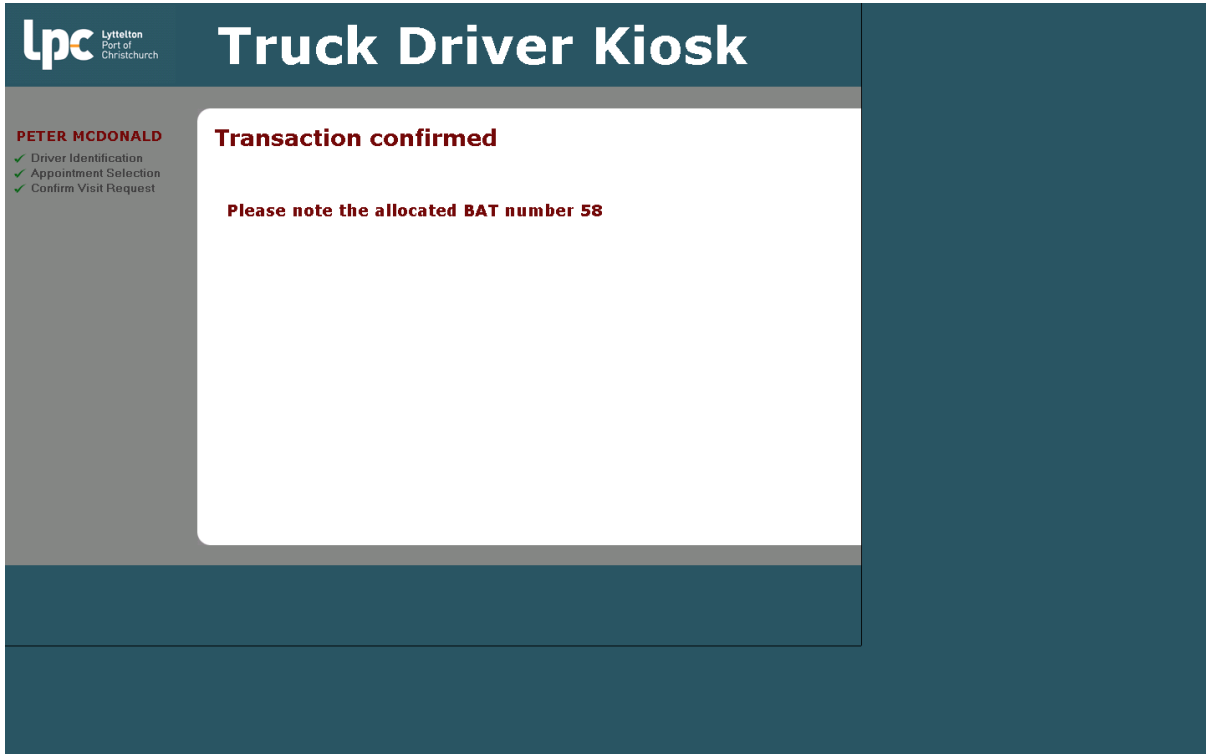 lpc
Lyttelton
Port of
Christchurch
Truck Driver Kiosk
PETER MCDONALD
Driver Identification
Appointment Selection
Confirm Visit Request
Transaction confirmed
Please note the allocated BAT number 58